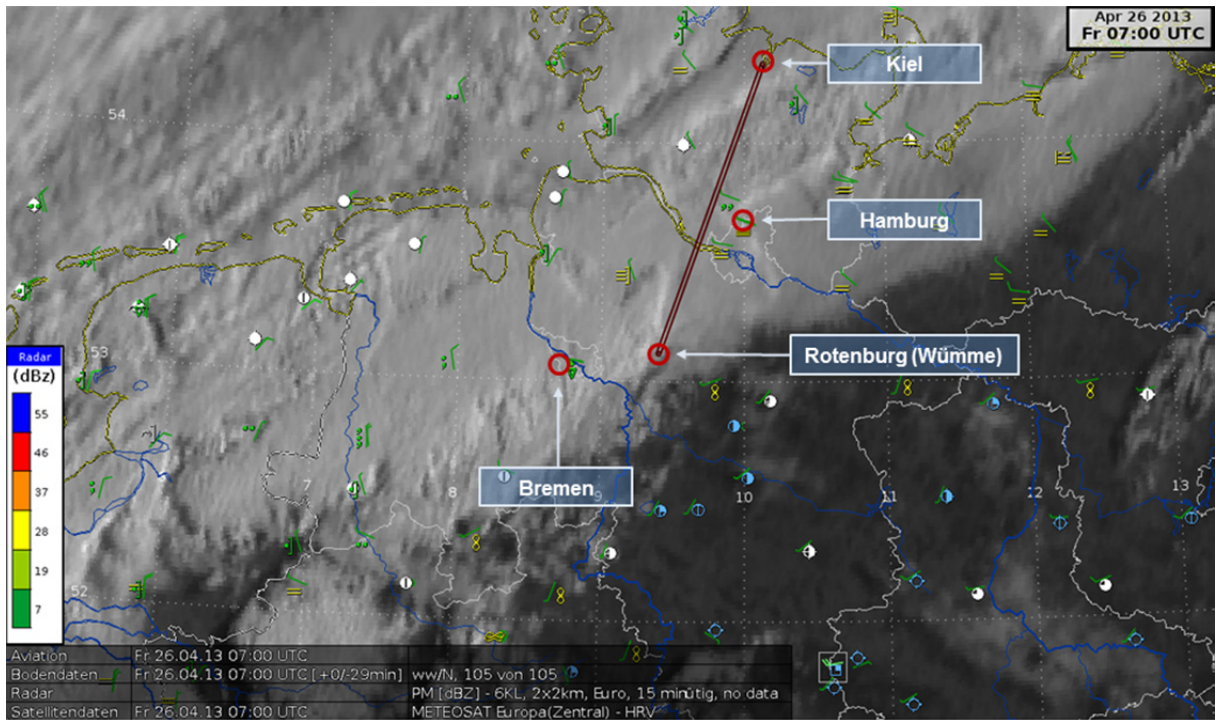 Apr 26 2013
Fr 07:00 UTC
Kiel
54
Hamburg
53
Rotenburg (Wümme)
Radar
(dBz)
55
46
37
28
19
7
Bremen
7
8
9
10
11
12
13
52
Aviation Fr 26.04.13 07:00 UTC
Bodendaten Fr 26.04.13 07:00 UTC [ +0/-29min] ww/N, 105 von 105
Radar PM [dBZ] - 6KL, 2x2km, Euro, 15 minütig, no data
Satellitendaten Fr 26.04.13 07:00 UTC METEOSAT Europa(Zentral) - HRV